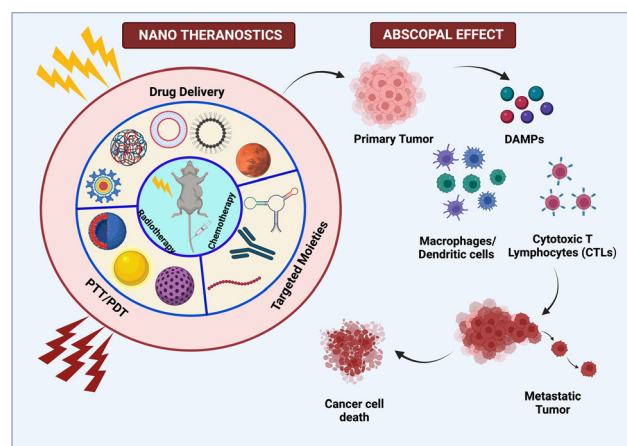 NANO THERANOSTICS
ABSCOPAL EFFECT
Drug Delivery
Radiotherapy
Chemotherapy
PTT/PDT
Targeted Moieties
Primary Tumor
DAMPs
Macrophages/
Dendritic cells
Cytotoxic T
Lymphocytes (CTLs)
Cancer cell
death
Metastatic
Tumor